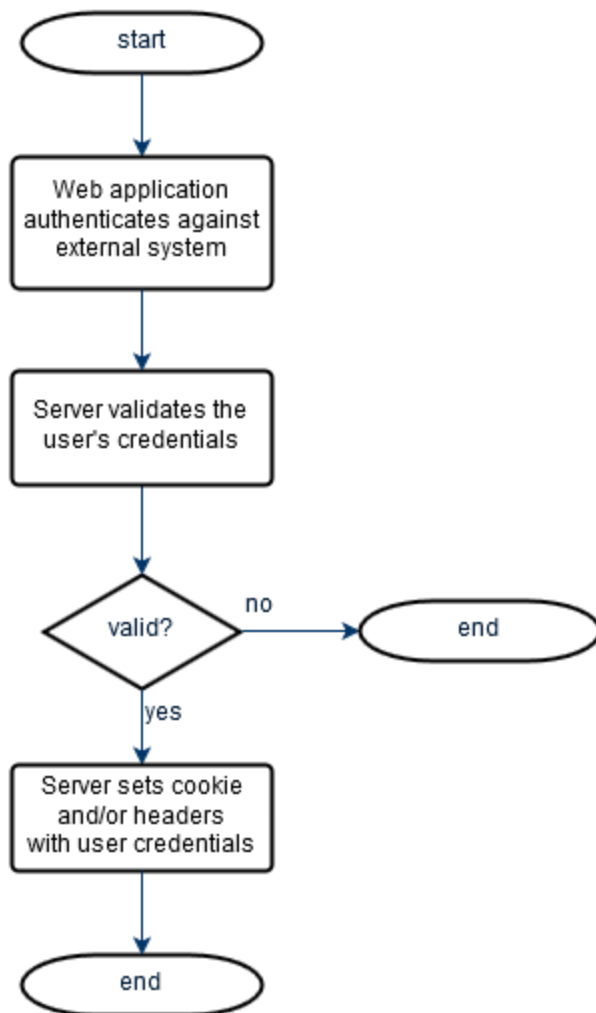 start
Web application
authenticates against
external system
Server validates the
user's credentials
valid?
no
end
yes
Server sets cookie
and/or headers
with user credentials
end